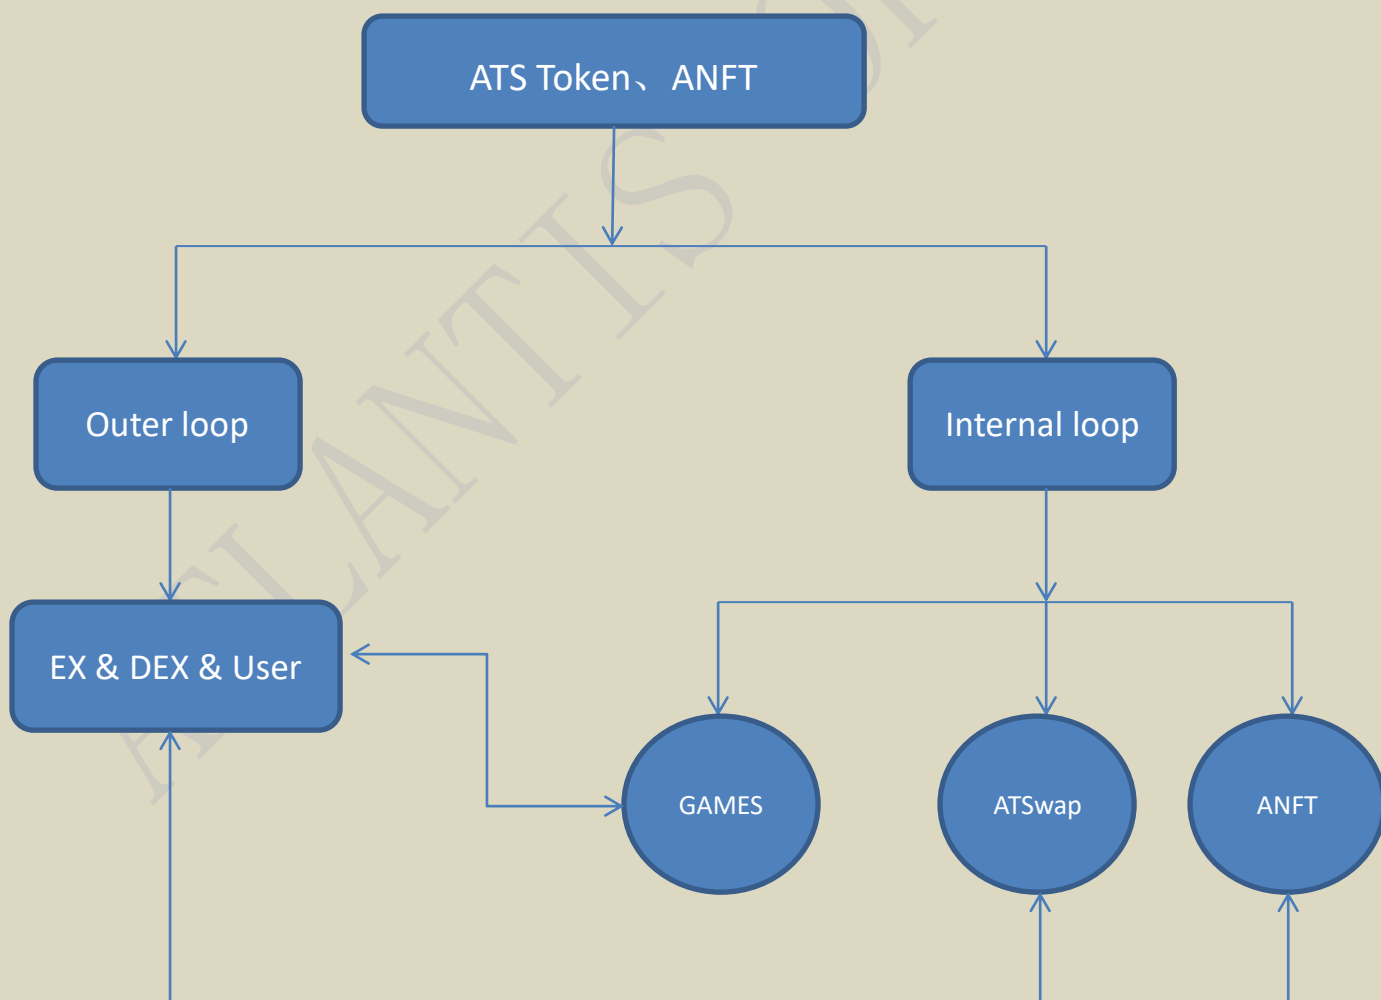 ATS Token、ANFT
Outer loop
Internal loop
EX & DEX & User
GAMES
ATSwap
ANFT
ATLANTIS